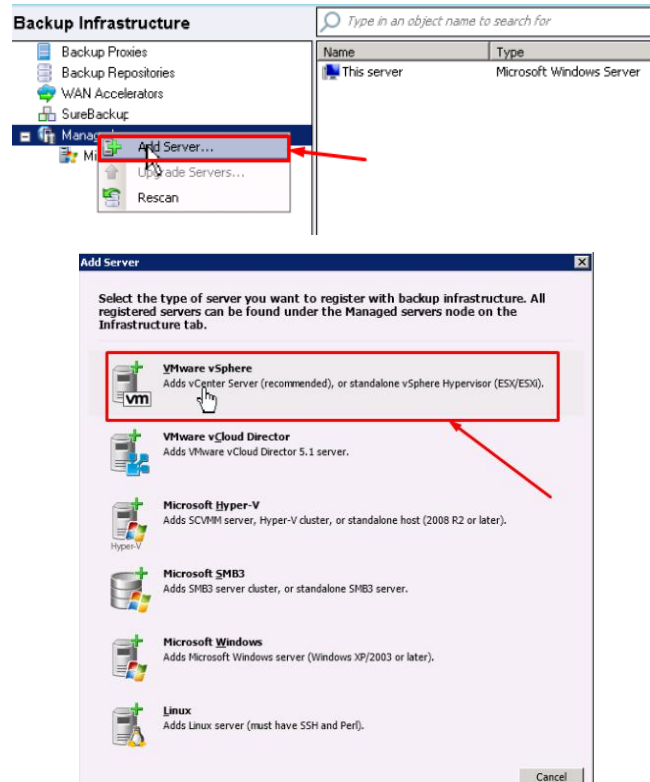 Backup Infrastructure
Type in an object name to search for
Backup Proxies
Backup Repositories
WAN Accelerators
SureBackup
Name Type
This server Microsoft Windows Server
Add Server...
Upgrade Servers...
Rescan
Add Server
Select the type of server you want to register with backup infrastructure. All
registered servers can be found under the Managed servers node on the
Infrastructure tab.
VMware vSphere
Adds vCenter Server (recommended), or standalone vSphere Hypervisor (ESX/ESXi).
vm
VMware vCloud Director
Adds VMware vCloud Director 5.1 server.
Microsoft Hyper-V
Adds SCVMM server, Hyper-V cluster, or standalone host (2008 R2 or later).
Hyper-V
Microsoft SMB3
Adds SMB3 server cluster, or standalone SMB3 server.
Microsoft Windows
Adds Microsoft Windows server (Windows XP/2003 or later).
Linux
Adds Linux server (must have SSH and Perl).
Cancel